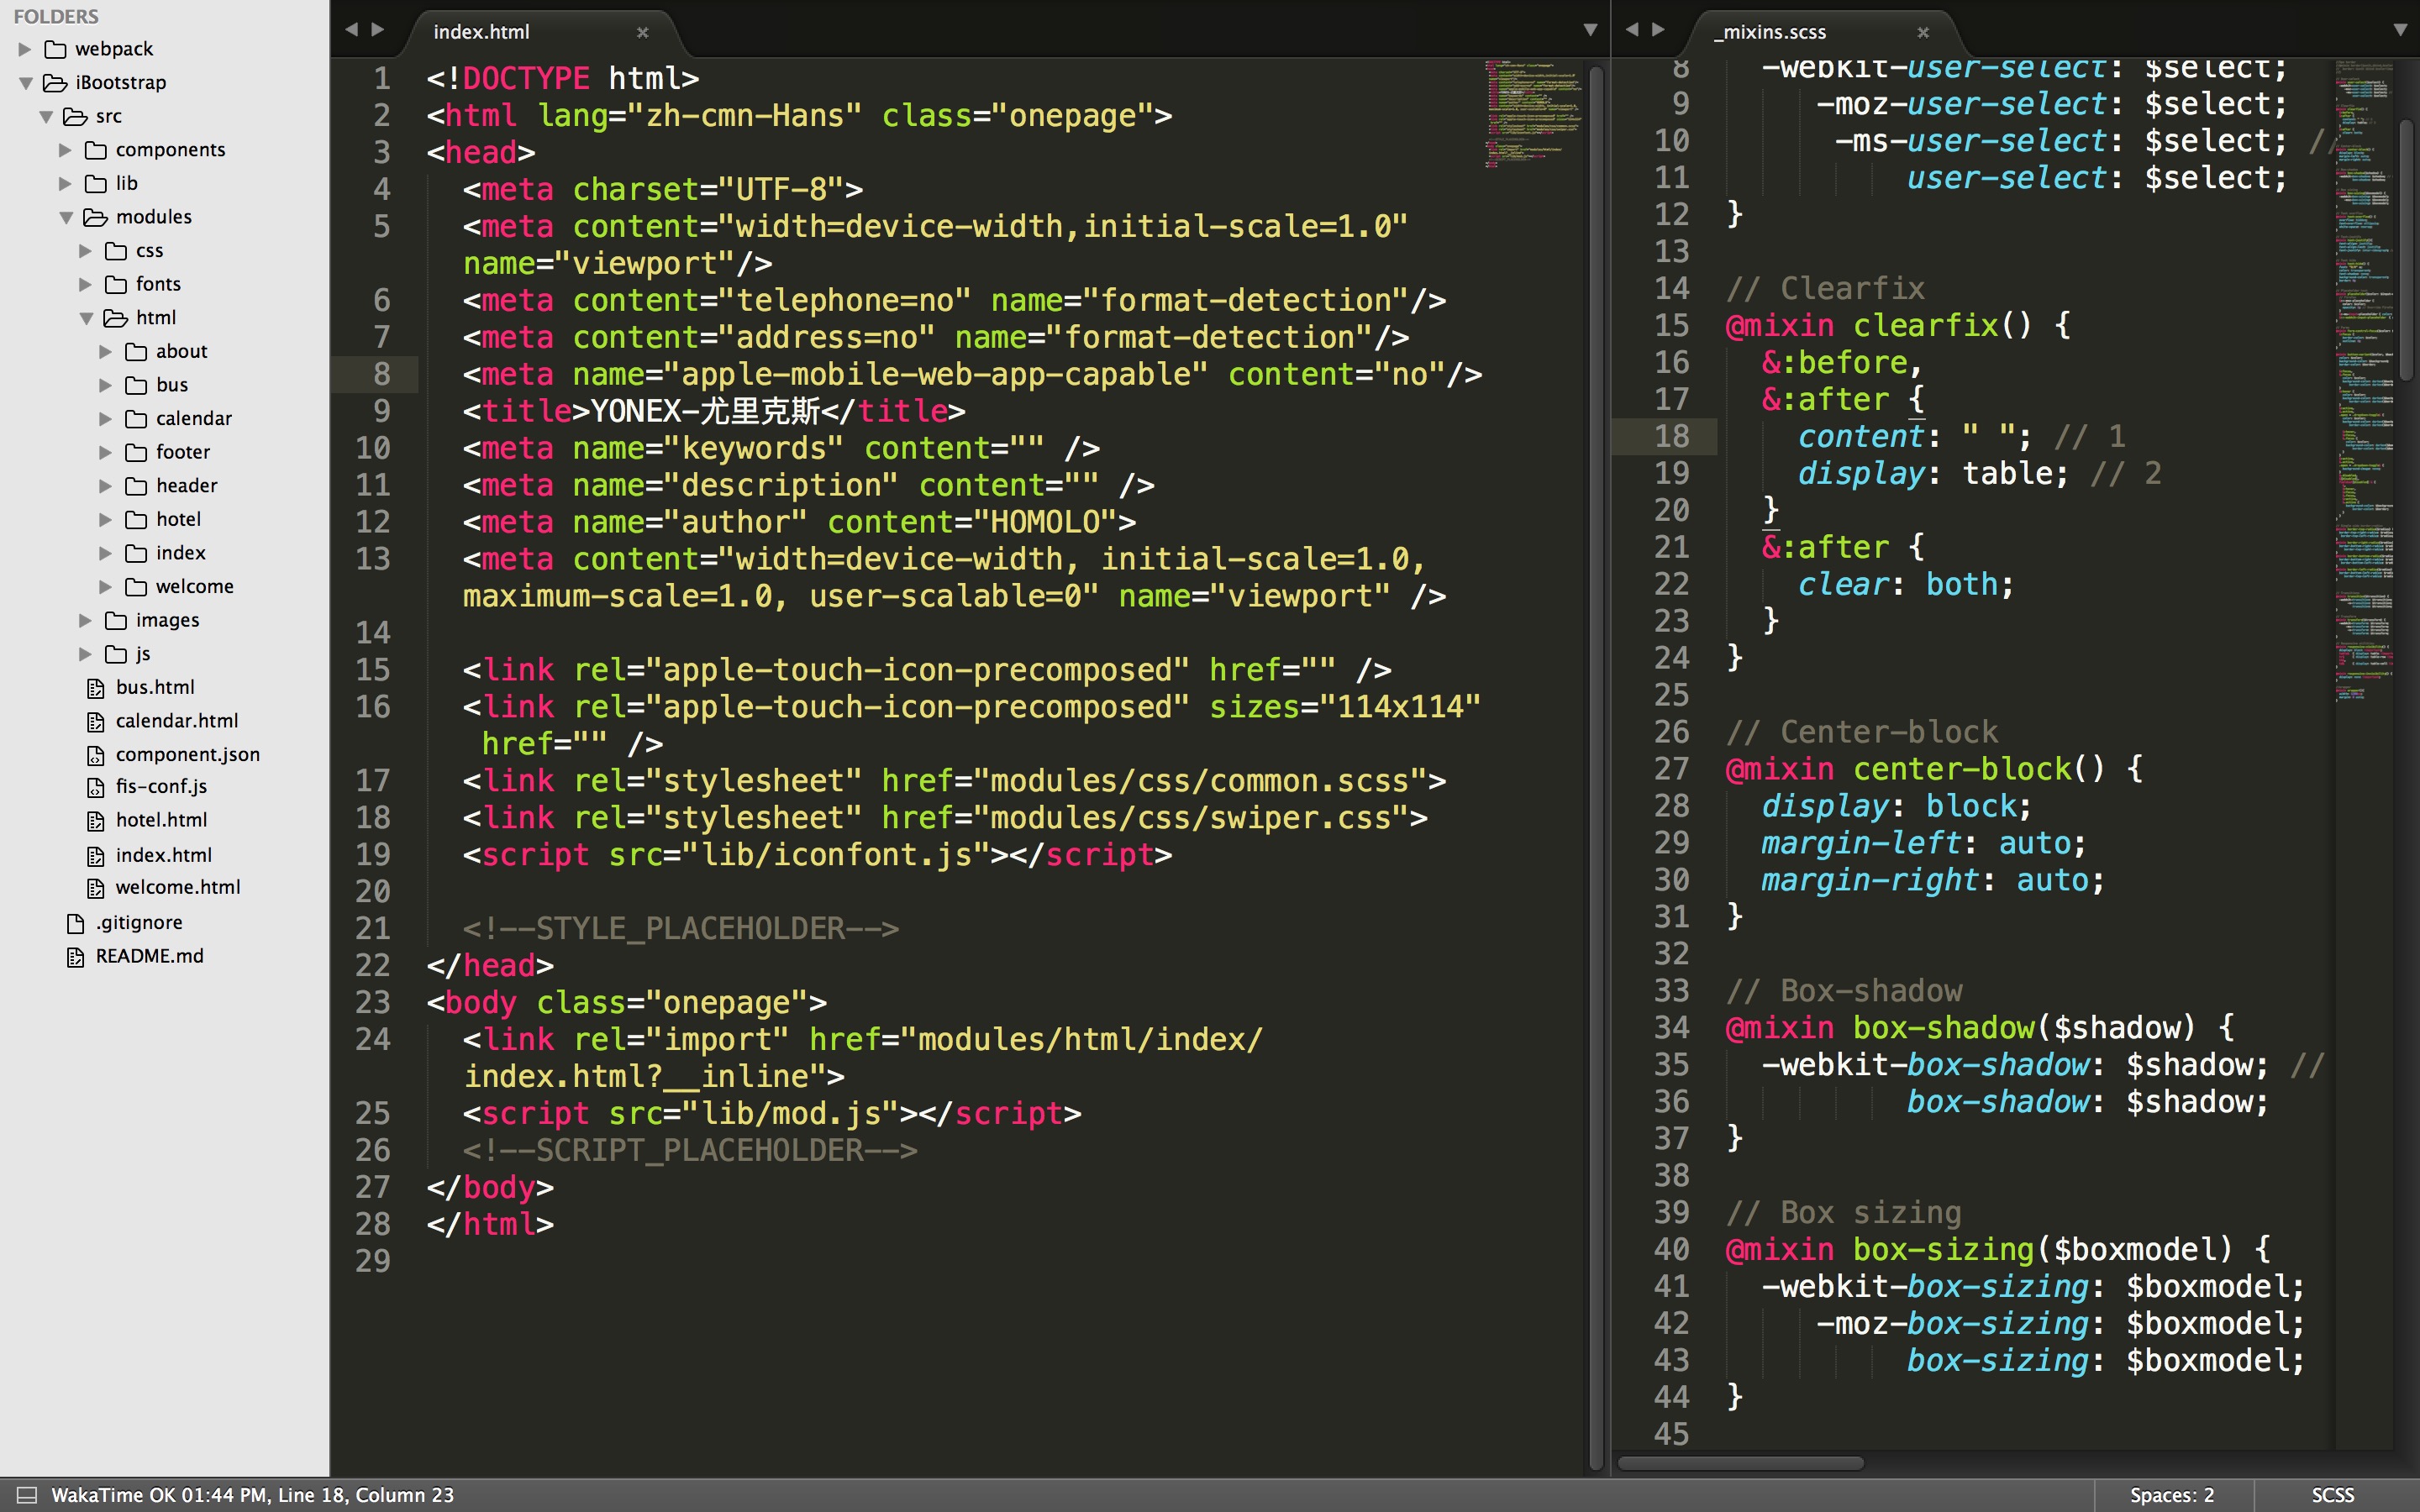 FOLDERS
webpack
iBootstrap
src
components
lib
modules
css
fonts
html
about
bus
calendar
footer
header
hotel
index
welcome
images
js
bus.html
calendar.html
component.json
fis-conf.js
hotel.html
index.html
welcome.html
.gitignore
README.md
index.html
1 <!DOCTYPE html>
2 <html lang="zh-cmn-Hans" class="onepage">
3 <head>
4 <meta charset="UTF-8">
5 <meta content="width=device-width,initial-scale=1.0"
name="viewport"/>
6 <meta content="telephone=no" name="format-detection"/>
7 <meta content="address=no" name="format-detection"/>
8 <meta name="apple-mobile-web-app-capable" content="no"/>
9 <title>YONEX-尤里克斯</title>
10 <meta name="keywords" content="" />
11 <meta name="description" content="" />
12 <meta name="author" content="HOMOLO">
13 <meta content="width=device-width, initial-scale=1.0,
maximum-scale=1.0, user-scalable=0" name="viewport" />
14
15 <link rel="apple-touch-icon-precomposed" href="" />
16 <link rel="apple-touch-icon-precomposed" sizes="114x114"
href="" />
17 <link rel="stylesheet" href="modules/css/common.scss">
18 <link rel="stylesheet" href="modules/css/swiper.css">
19 <script src="lib/iconfont.js"></script>
20
21 <!--STYLE_PLACEHOLDER-->
22 </head>
23 <body class="onepage">
24 <link rel="import" href="modules/html/index/
index.html?__inline">
25 <script src="lib/mod.js"></script>
26 <!--SCRIPT_PLACEHOLDER-->
27 </body>
28 </html>
29
_mixins.scss
8 -webkit-user-select: $select;
9 -moz-user-select: $select;
10 -ms-user-select: $select; //
11 user-select: $select;
12 }
13
14 // Clearfix
15 @mixin clearfix() {
16 &:before,
17 &:after {
18 content: " "; // 1
19 display: table; // 2
20 }
21 &:after {
22 clear: both;
23 }
24 }
25
26 // Center-block
27 @mixin center-block() {
28 display: block;
29 margin-left: auto;
30 margin-right: auto;
31 }
32
33 // Box-shadow
34 @mixin box-shadow($shadow) {
35 -webkit-box-shadow: $shadow; //
36 box-shadow: $shadow;
37 }
38
39 // Box sizing
40 @mixin box-sizing($boxmodel) {
41 -webkit-box-sizing: $boxmodel;
42 -moz-box-sizing: $boxmodel;
43 box-sizing: $boxmodel;
44 }
45
WakaTime OK 01:44 PM, Line 18, Column 23
Spaces: 2
SCSS